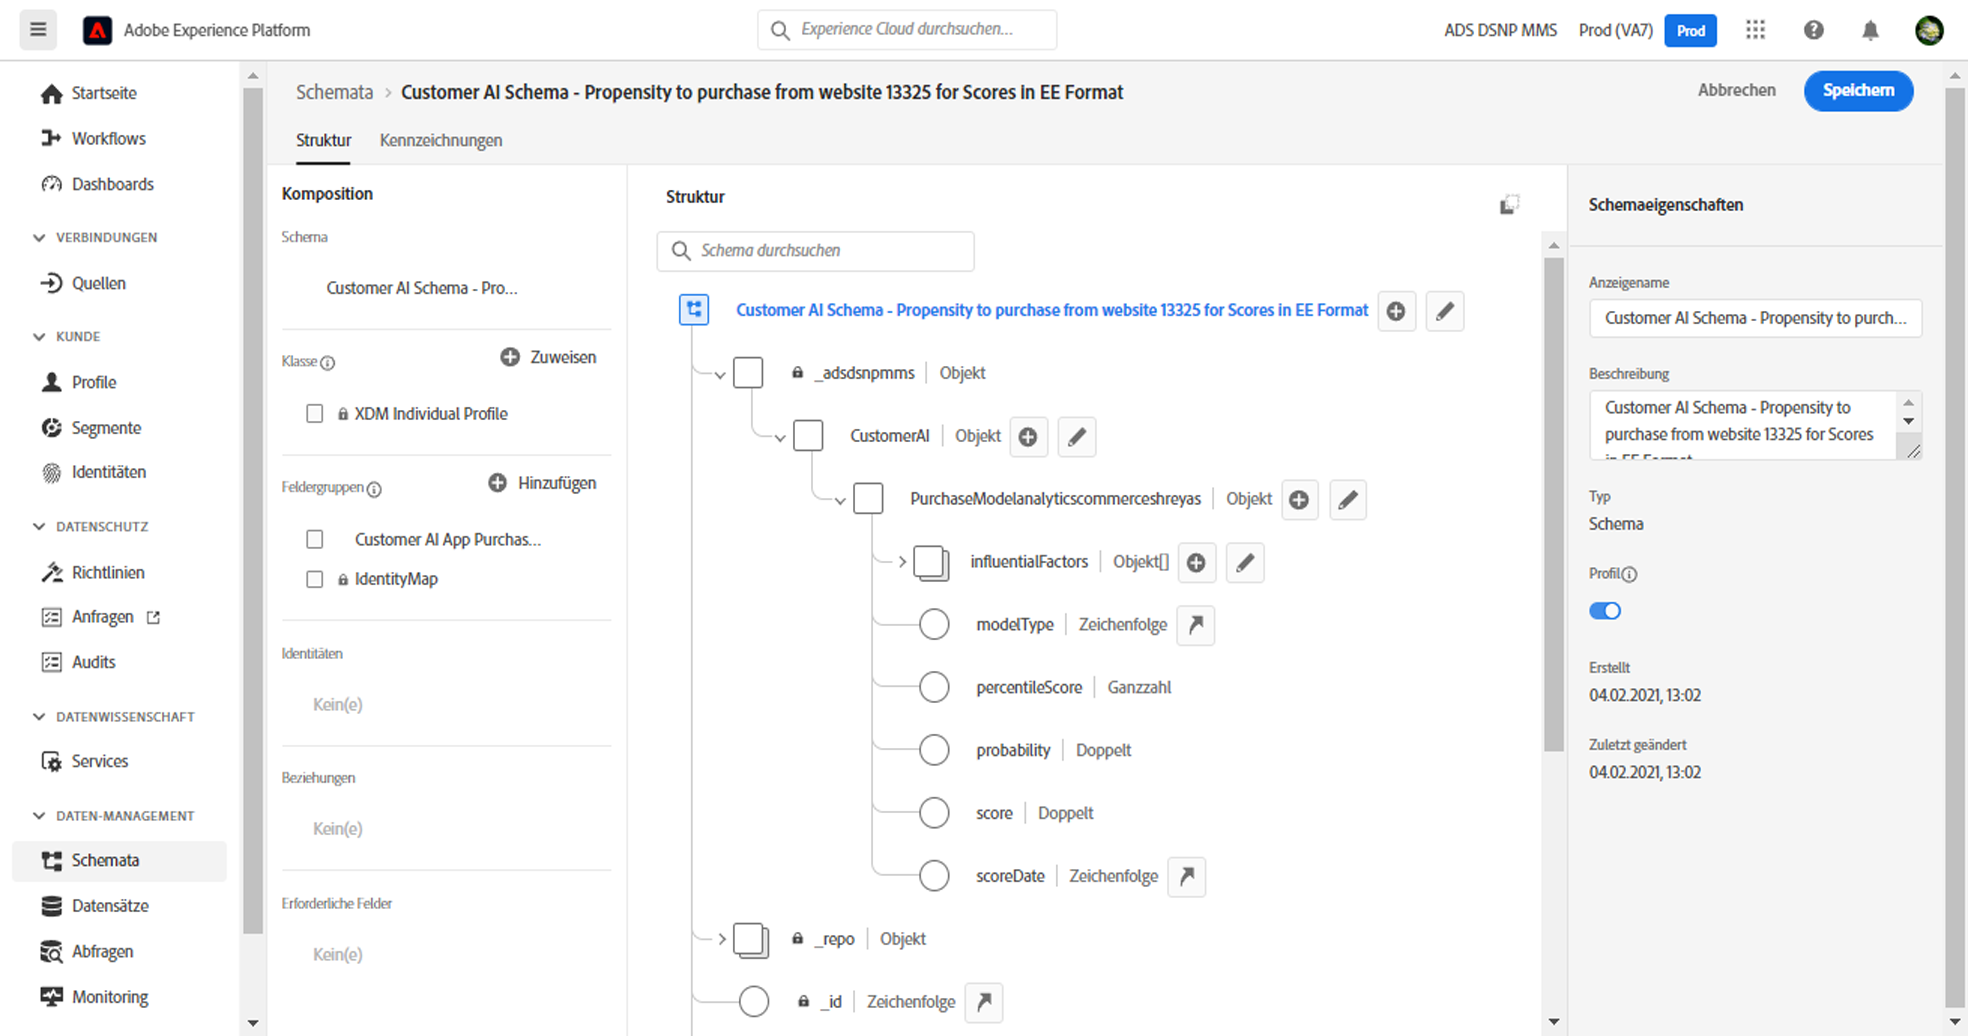 Adobe Experience Platform
Experience Cloud durchsuchen...
ADS DSNP MMS
Prod (VA7)
Prod
Startseite
Workflows
Dashboards
VERBINDUNGEN
Quellen
KUNDE
Profile
Segmente
Identitäten
DATENSCHUTZ
Richtlinien
Anfragen
Audits
DATENWISSENSCHAFT
Services
DATEN-MANAGEMENT
Schemata
Datensätze
Abfragen
Monitoring
Schemata > Customer AI Schema - Propensity to purchase from website 13325 for Scores in EE Format
Abbrechen
Speichern
Struktur
Kennzeichnungen
Komposition
Schema
Customer AI Schema - Pro...
Klasse
Zuweisen
XDM Individual Profile
Feldergruppen
Hinzufügen
Customer AI App Purchas...
IdentityMap
Identitäten
Kein(e)
Beziehungen
Kein(e)
Erforderliche Felder
Kein(e)
Struktur
Schema durchsuchen
Customer AI Schema - Propensity to purchase from website 13325 for Scores in EE Format
_adsdsnpmms | Objekt
CustomerAI | Objekt
PurchaseModelanalyticscommerceshreyas | Objekt
influentialFactors | Objekt[]
modelType | Zeichenfolge
percentileScore | Ganzzahl
probability | Doppelt
score | Doppelt
scoreDate | Zeichenfolge
_repo | Objekt
_id | Zeichenfolge
Schemaeigenschaften
Anzeigename
Customer AI Schema - Propensity to purch...
Beschreibung
Customer AI Schema - Propensity to
purchase from website 13325 for Scores
in EE Format
Typ
Schema
Profil
Erstellt
04.02.2021, 13:02
Zuletzt geändert
04.02.2021, 13:02